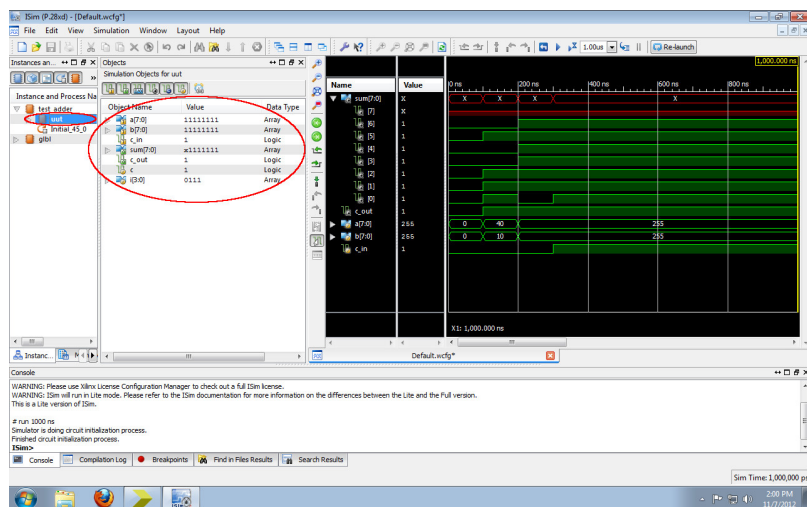 ISim (P.28xd) - [Default.wcfg*]
File Edit View Simulation Window Layout Help
1.00us Re-launch
Instances an...
Instance and Process Na
test_adder
uut
Initial_45_0
glbl
Instanc...
Objects
Simulation Objects for uut
Object Name Value Data Type
a[7:0] 11111111 Array
b[7:0] 11111111 Array
c_in 1 Logic
sum[7:0] x1111111 Array
c_out 1 Logic
c 1 Logic
i[3:0] 0111 Array
Name Value
sum[7:0] X
[7] X
[6] 1
[5] 1
[4] 1
[3] 1
[2] 1
[1] 1
[0] 1
c_out 1
a[7:0] 255
b[7:0] 255
c_in 1
1,000.000 ns
0 ns 200 ns 400 ns 600 ns 800 ns
X X X X
0 40 255
0 10 255
X1: 1,000.000 ns
Default.wcfg*
Console
WARNING: Please use Xilinx License Configuration Manager to check out a full ISim license.
WARNING: ISim will run in Lite mode. Please refer to the ISim documentation for more information on the differences between the Lite and the Full version.
This is a Lite version of ISim.
# run 1000 ns
Simulator is doing circuit initialization process.
Finished circuit initialization process.
ISim>
Console Compilation Log Breakpoints Find in Files Results Search Results
Sim Time: 1,000,000 ps
2:00 PM
11/7/2012